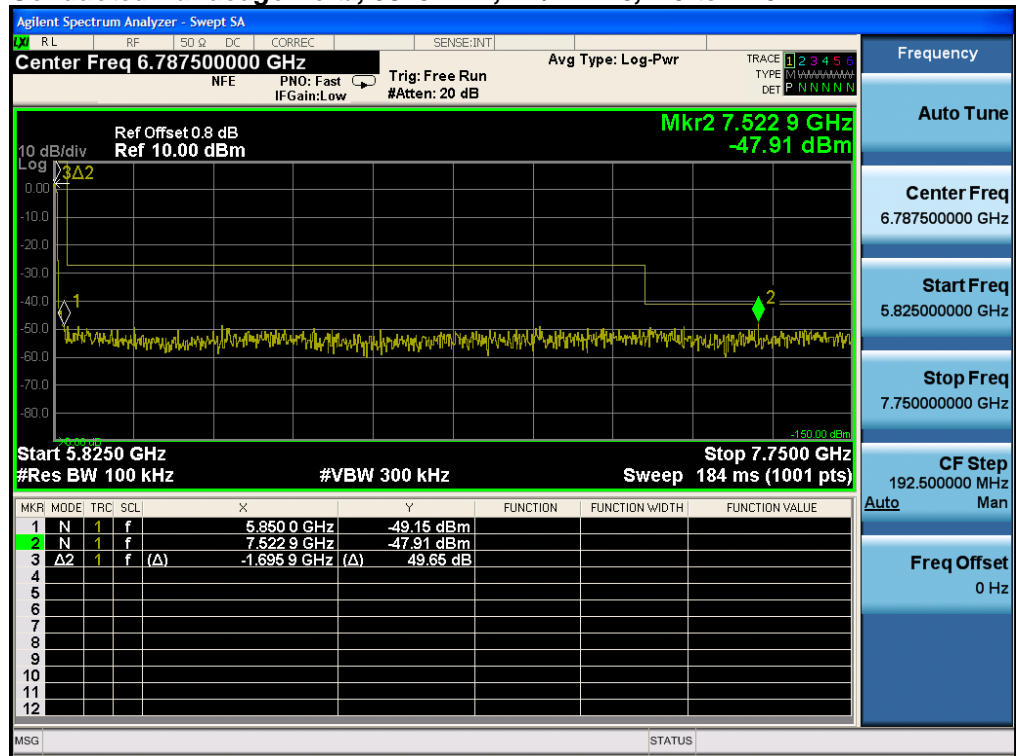 Agilent Spectrum Analyzer - Swept SA
LXI RL RF 50 Ω DC CORREC SENSE:INT
Center Freq 6.787500000 GHz
NFE PNO: Fast Trig: Free Run
IFGain:Low #Atten: 20 dB
Avg Type: Log-Pwr
TRACE 1 2 3 4 5 6
TYPE M
DET P N N N N N
Mkr2 7.522 9 GHz
-47.91 dBm
Ref Offset 0.8 dB
10 dB/div Ref 10.00 dBm
Log
3Δ2
0.00
-10.0
-20.0
-30.0
-40.0
-50.0
-60.0
-70.0
-80.0
1
2
-150.00 dBm
Start 5.8250 GHz Stop 7.7500 GHz
#Res BW 100 kHz #VBW 300 kHz Sweep 184 ms (1001 pts)
MKR MODE TRC SCL X Y FUNCTION FUNCTION WIDTH FUNCTION VALUE
1 N 1 f 5.850 0 GHz -49.15 dBm
2 N 1 f 7.522 9 GHz -47.91 dBm
3 Δ2 1 f (Δ) -1.695 9 GHz (Δ) 49.65 dB
4
5
6
7
8
9
10
11
12
MSG STATUS
Frequency
Auto Tune
Center Freq
6.787500000 GHz
Start Freq
5.825000000 GHz
Stop Freq
7.750000000 GHz
CF Step
192.500000 MHz
Auto Man
Freq Offset
0 Hz